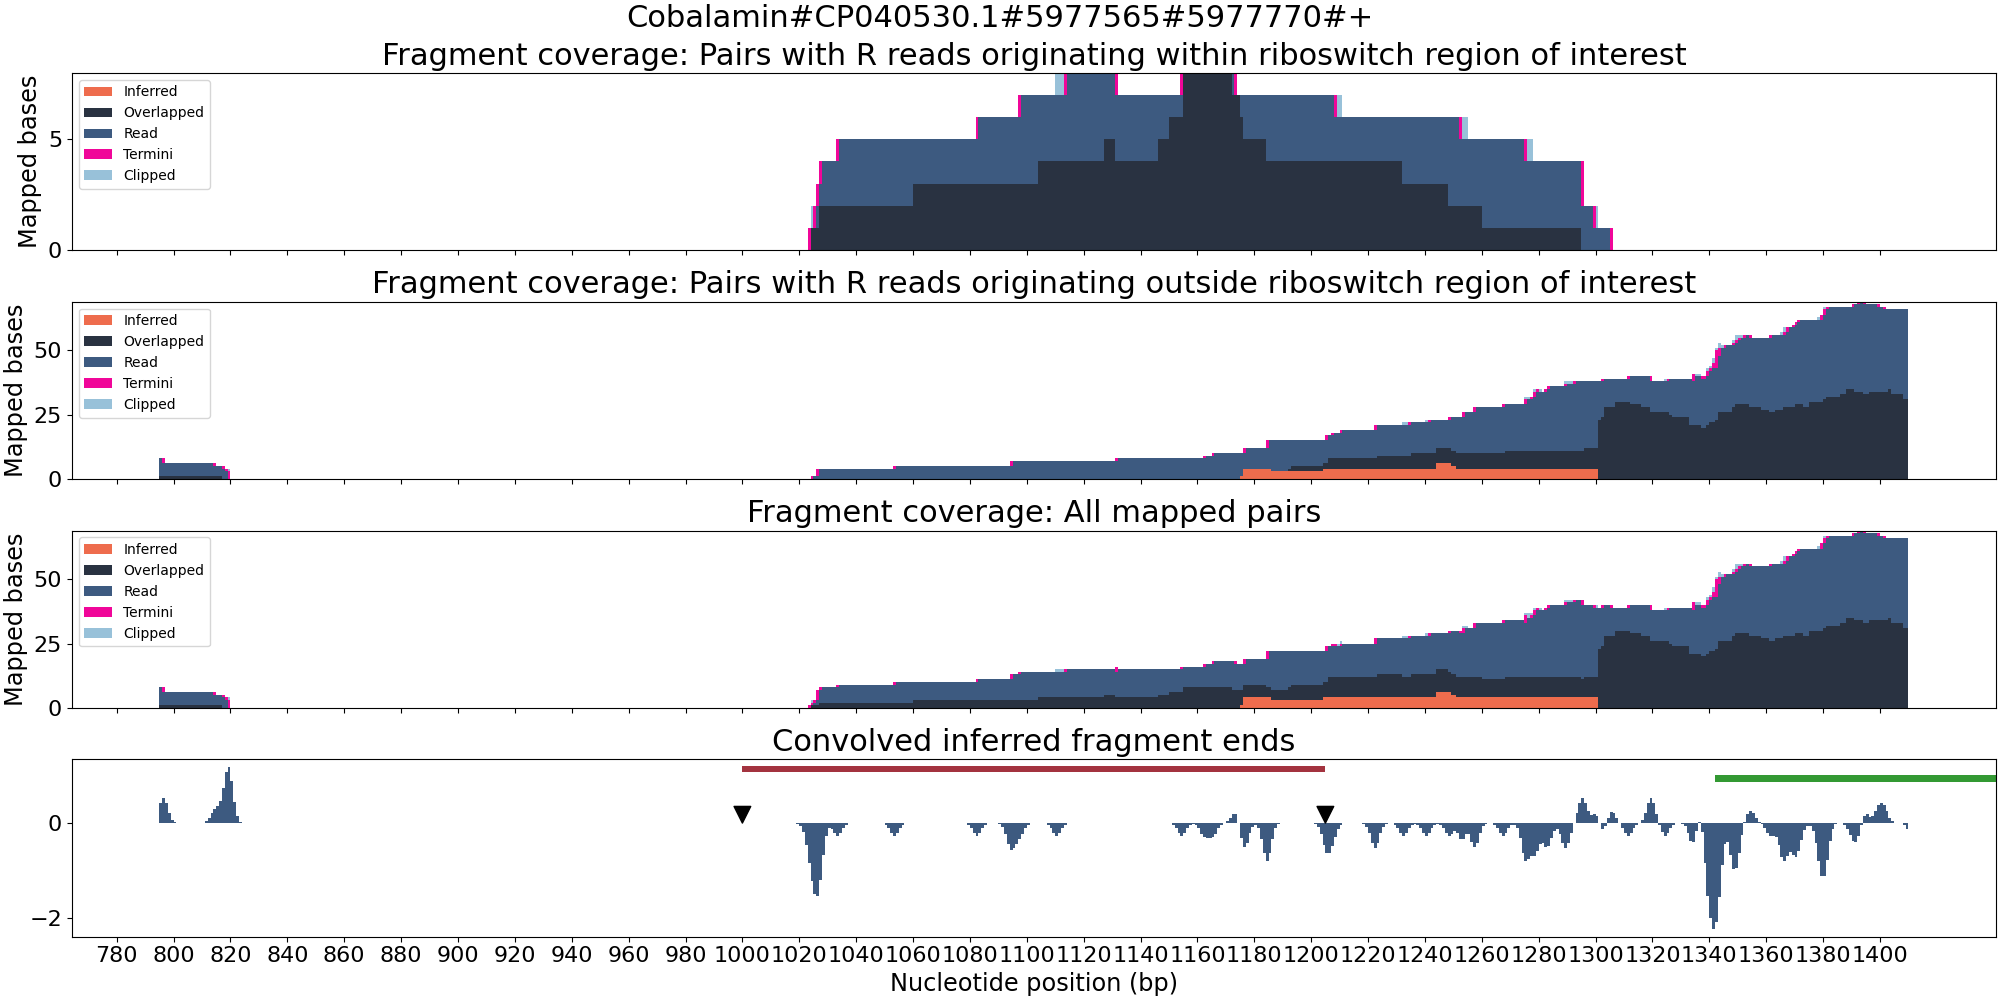 Cobalamin#CP040530.1#5977565#5977770#+
Fragment coverage: Pairs with R reads originating within riboswitch region of interest
Mapped bases
5
0
Inferred
Overlapped
Read
Termini
Clipped
Fragment coverage: Pairs with R reads originating outside riboswitch region of interest
Mapped bases
50
25
0
Inferred
Overlapped
Read
Termini
Clipped
Fragment coverage: All mapped pairs
Mapped bases
50
25
0
Inferred
Overlapped
Read
Termini
Clipped
Convolved inferred fragment ends
0
−2
780 800 820 840 860 880 900 920 940 960 980 1000 1020 1040 1060 1080 1100 1120 1140 1160 1180 1200 1220 1240 1260 1280 1300 1320 1340 1360 1380 1400
Nucleotide position (bp)